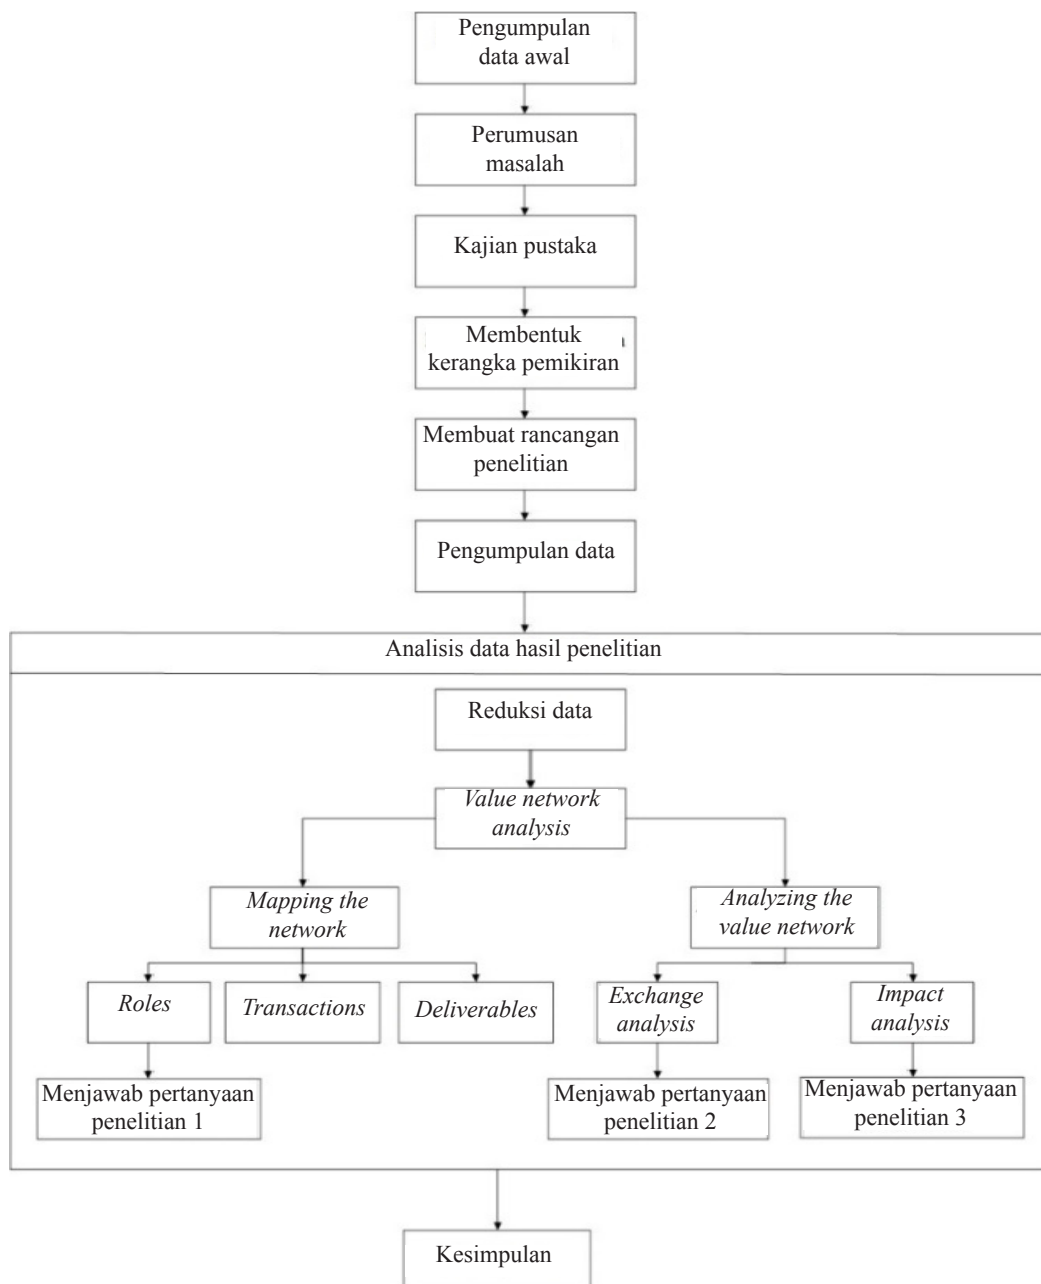 Pengumpulan
data awal
Perumusan
masalah
Kajian pustaka
Membentuk
kerangka pemikiran
Membuat rancangan
penelitian
Pengumpulan data
Analisis data hasil penelitian
Reduksi data
Value network
analysis
Mapping the
network
Analyzing the
value network
Roles
Transactions
Deliverables
Exchange
analysis
Impact
analysis
Menjawab pertanyaan
penelitian 1
Menjawab pertanyaan
penelitian 2
Menjawab pertanyaan
penelitian 3
Kesimpulan